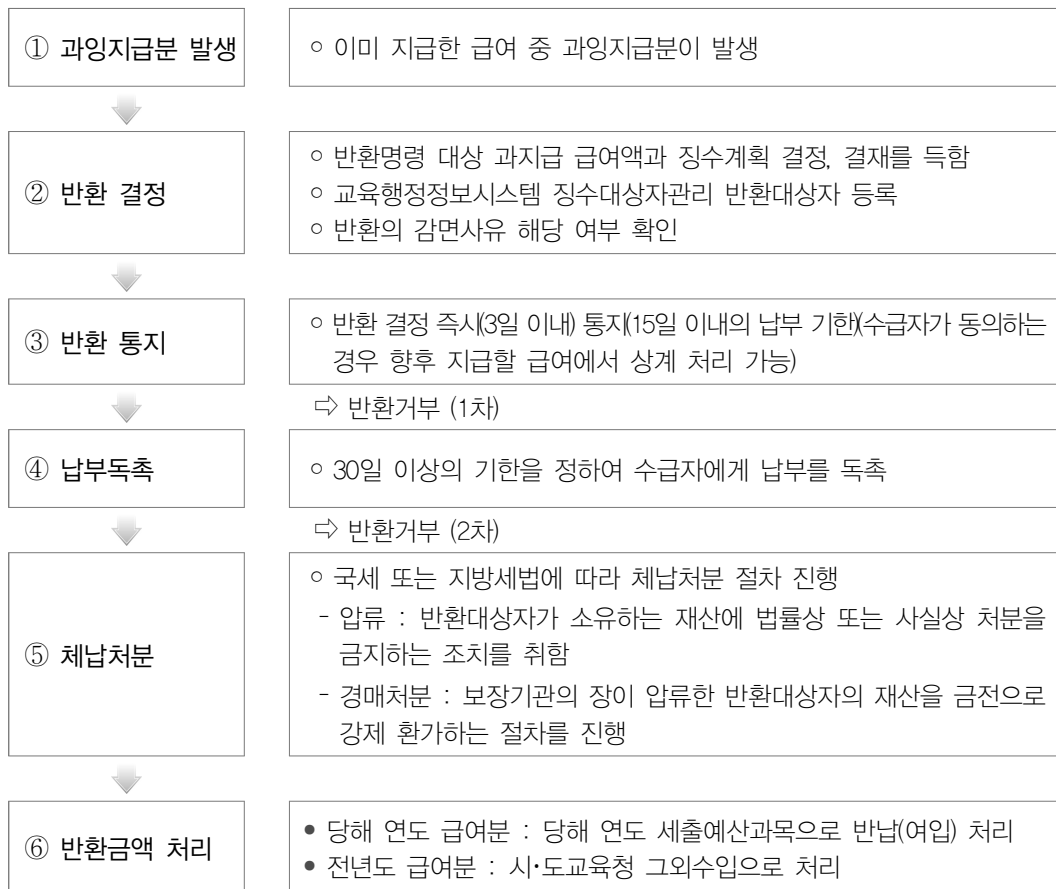 ① 과잉지급분 발생
○ 이미 지급한 급여 중 과잉지급분이 발생
② 반환 결정
○ 반환명령 대상 과지급 급여액과 징수계획 결정, 결재를 득함
○ 교육행정정보시스템 징수대상자관리 반환대상자 등록
○ 반환의 감면사유 해당 여부 확인
③ 반환 통지
○ 반환 결정 즉시(3일 이내) 통지(15일 이내의 납부 기한)(수급자가 동의하는
경우 향후 지급할 급여에서 상계 처리 가능)
⇨ 반환거부 (1차)
④ 납부독촉
○ 30일 이상의 기한을 정하여 수급자에게 납부를 독촉
⇨ 반환거부 (2차)
⑤ 체납처분
○ 국세 또는 지방세법에 따라 체납처분 절차 진행
- 압류 : 반환대상자가 소유하는 재산에 법률상 또는 사실상 처분을
금지하는 조치를 취함
- 경매처분 : 보장기관의 장이 압류한 반환대상자의 재산을 금전으로
강제 환가하는 절차를 진행
⑥ 반환금액 처리
• 당해 연도 급여분 : 당해 연도 세출예산과목으로 반납(여입) 처리
• 전년도 급여분 : 시·도교육청 그외수입으로 처리